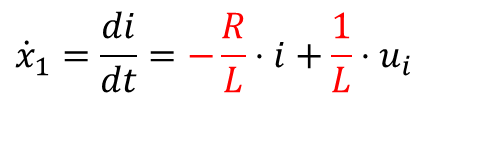 ẋ₁ = di/dt = −R/L · i + 1/L · uᵢ